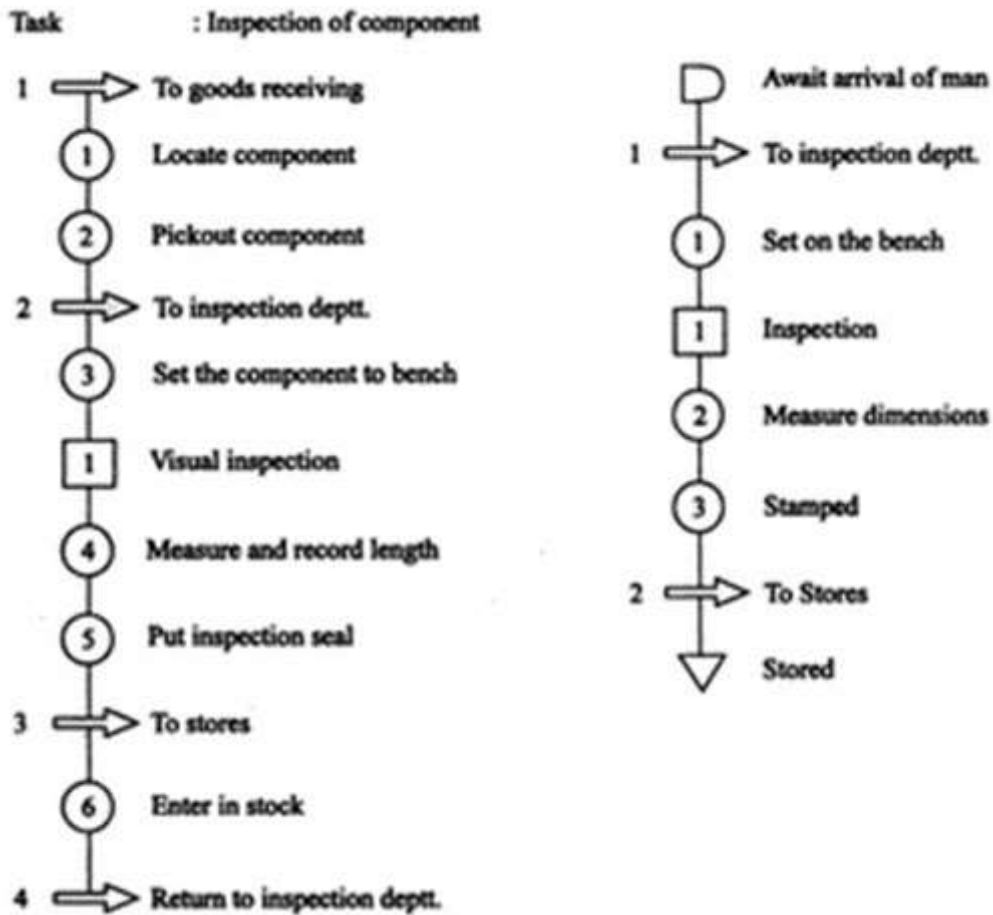 Task : Inspection of component
1 To goods receiving
1 Locate component
2 Pickout component
2 To inspection deptt.
3 Set the component to bench
1 Visual inspection
4 Measure and record length
5 Put inspection seal
3 To stores
6 Enter in stock
4 Return to inspection deptt.
Await arrival of man
1 To inspection deptt.
1 Set on the bench
1 Inspection
2 Measure dimensions
3 Stamped
2 To Stores
Stored